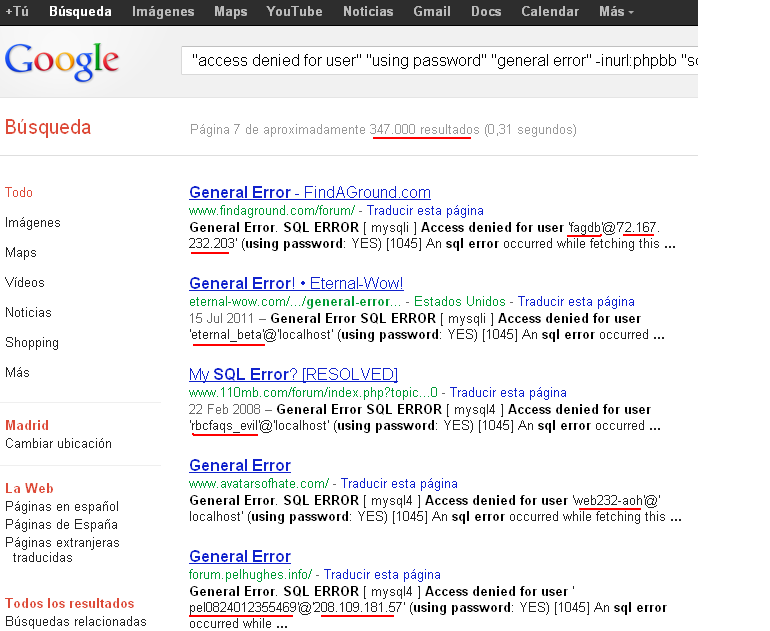 +Tú Búsqueda Imágenes Maps YouTube Noticias Gmail Docs Calendar Más
Google
"access denied for user" "using password" "general error" -inurl:phpbb "s
Búsqueda
Página 7 de aproximadamente 347.000 resultados (0,31 segundos)
Todo
Imágenes
Maps
Vídeos
Noticias
Shopping
Más
Madrid
Cambiar ubicación
La Web
Páginas en español
Páginas de España
Páginas extranjeras
traducidas
Todos los resultados
Búsquedas relacionadas
General Error - FindAGround.com
www.findaground.com/forum/ - Traducir esta página
General Error. SQL ERROR [ mysqli ] Access denied for user 'fagdb'@'72.167.
232.203' (using password: YES) [1045] An sql error occurred while fetching this ...
General Error! • Eternal-Wow!
eternal-wow.com/.../general-error... - Estados Unidos - Traducir esta página
15 Jul 2011 – General Error SQL ERROR [ mysqli ] Access denied for user
'eternal_beta'@'localhost' (using password: YES) [1045] An sql error occurred ...
My SQL Error? [RESOLVED]
www.110mb.com/forum/index.php?topic...0 - Traducir esta página
22 Feb 2008 – General Error SQL ERROR [ mysql4 ] Access denied for user
'rbcfaqs_evil'@'localhost' (using password: YES) [1045] An sql error occurred ...
General Error
www.avatarsofhate.com/ - Traducir esta página
General Error. SQL ERROR [ mysql4 ] Access denied for user 'web232-aoh'@'
localhost' (using password: YES) [1045] An sql error occurred while fetching this ...
General Error
forum.pelhughes.info/ - Traducir esta página
General Error. SQL ERROR [ mysql4 ] Access denied for user '
pel0824012355469'@'208.109.181.57' (using password: YES) [1045] An sql error
occurred while ...